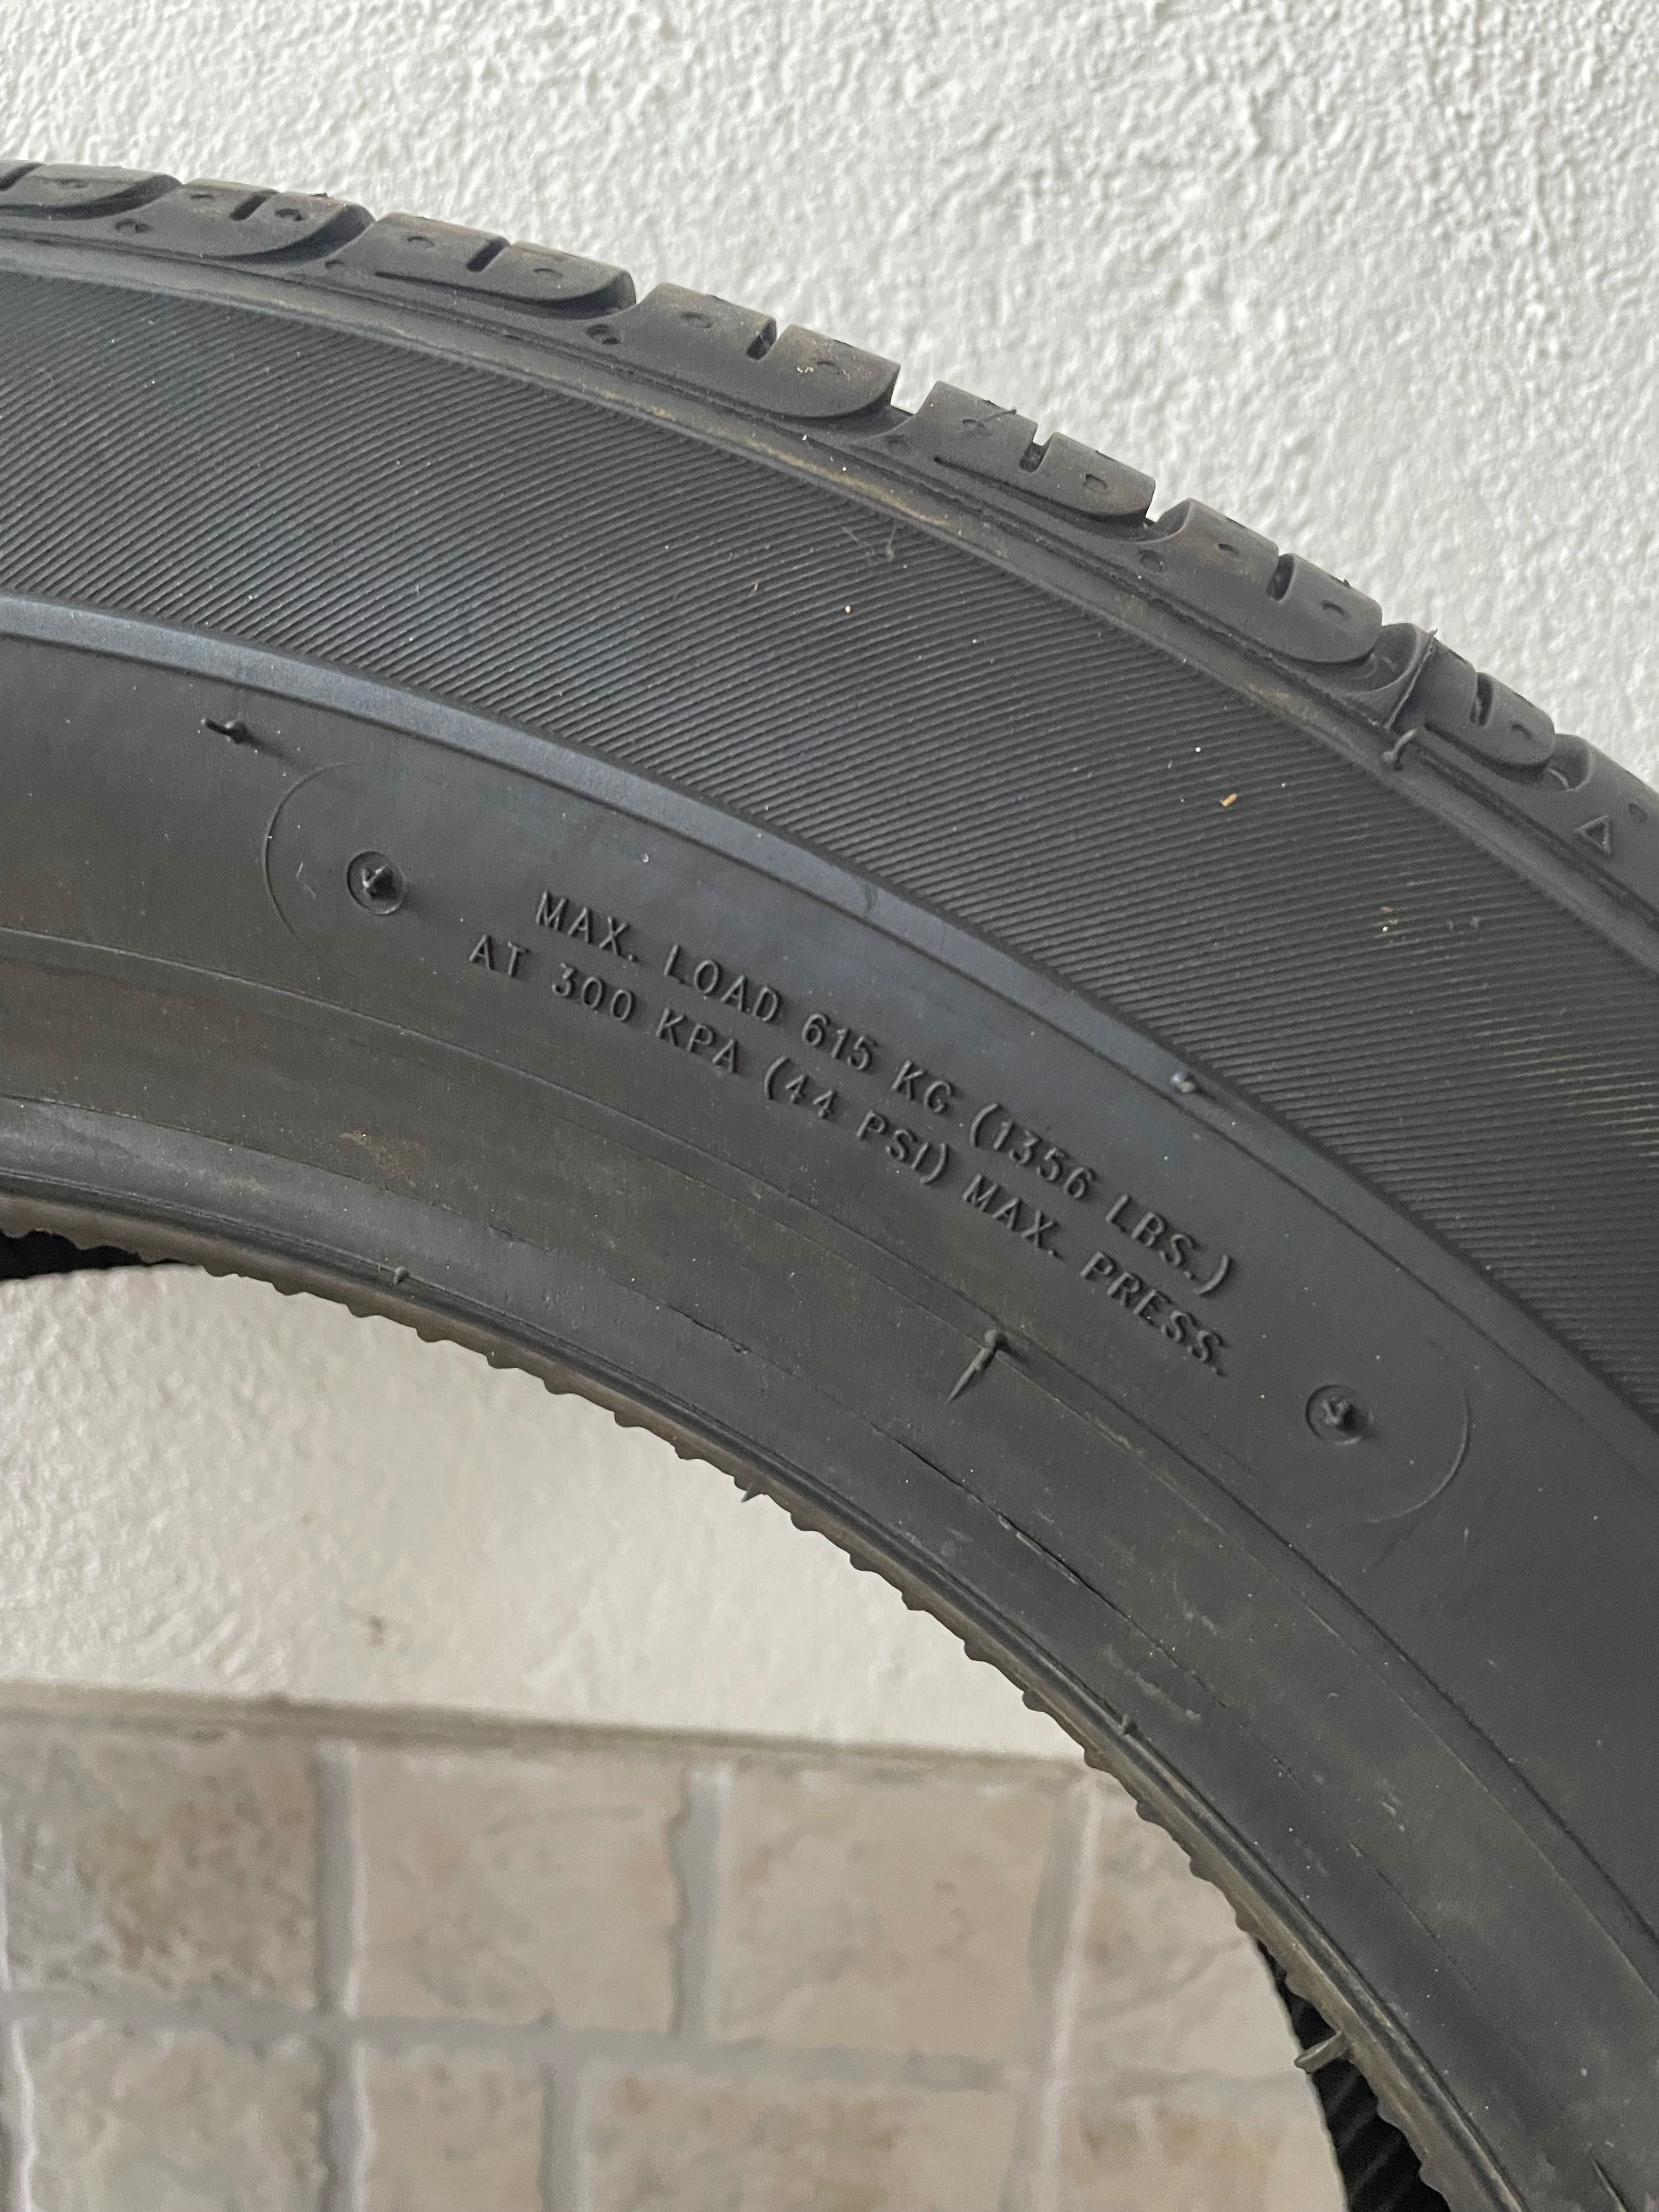 MAX. LOAD 615 KG (1356 LBS.)
AT 300 KPA (44 PSI) MAX. PRESS.